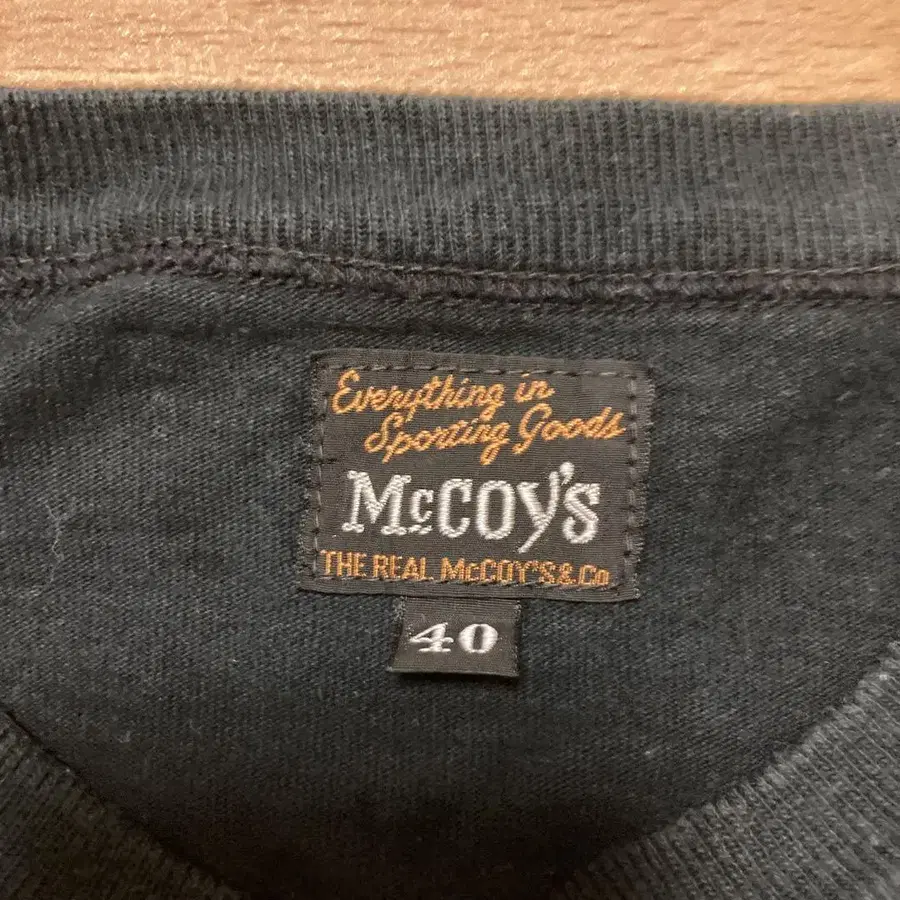 Everything in
Sporting Goods
McCOY'S
THE REAL McCOY'S & Co
40